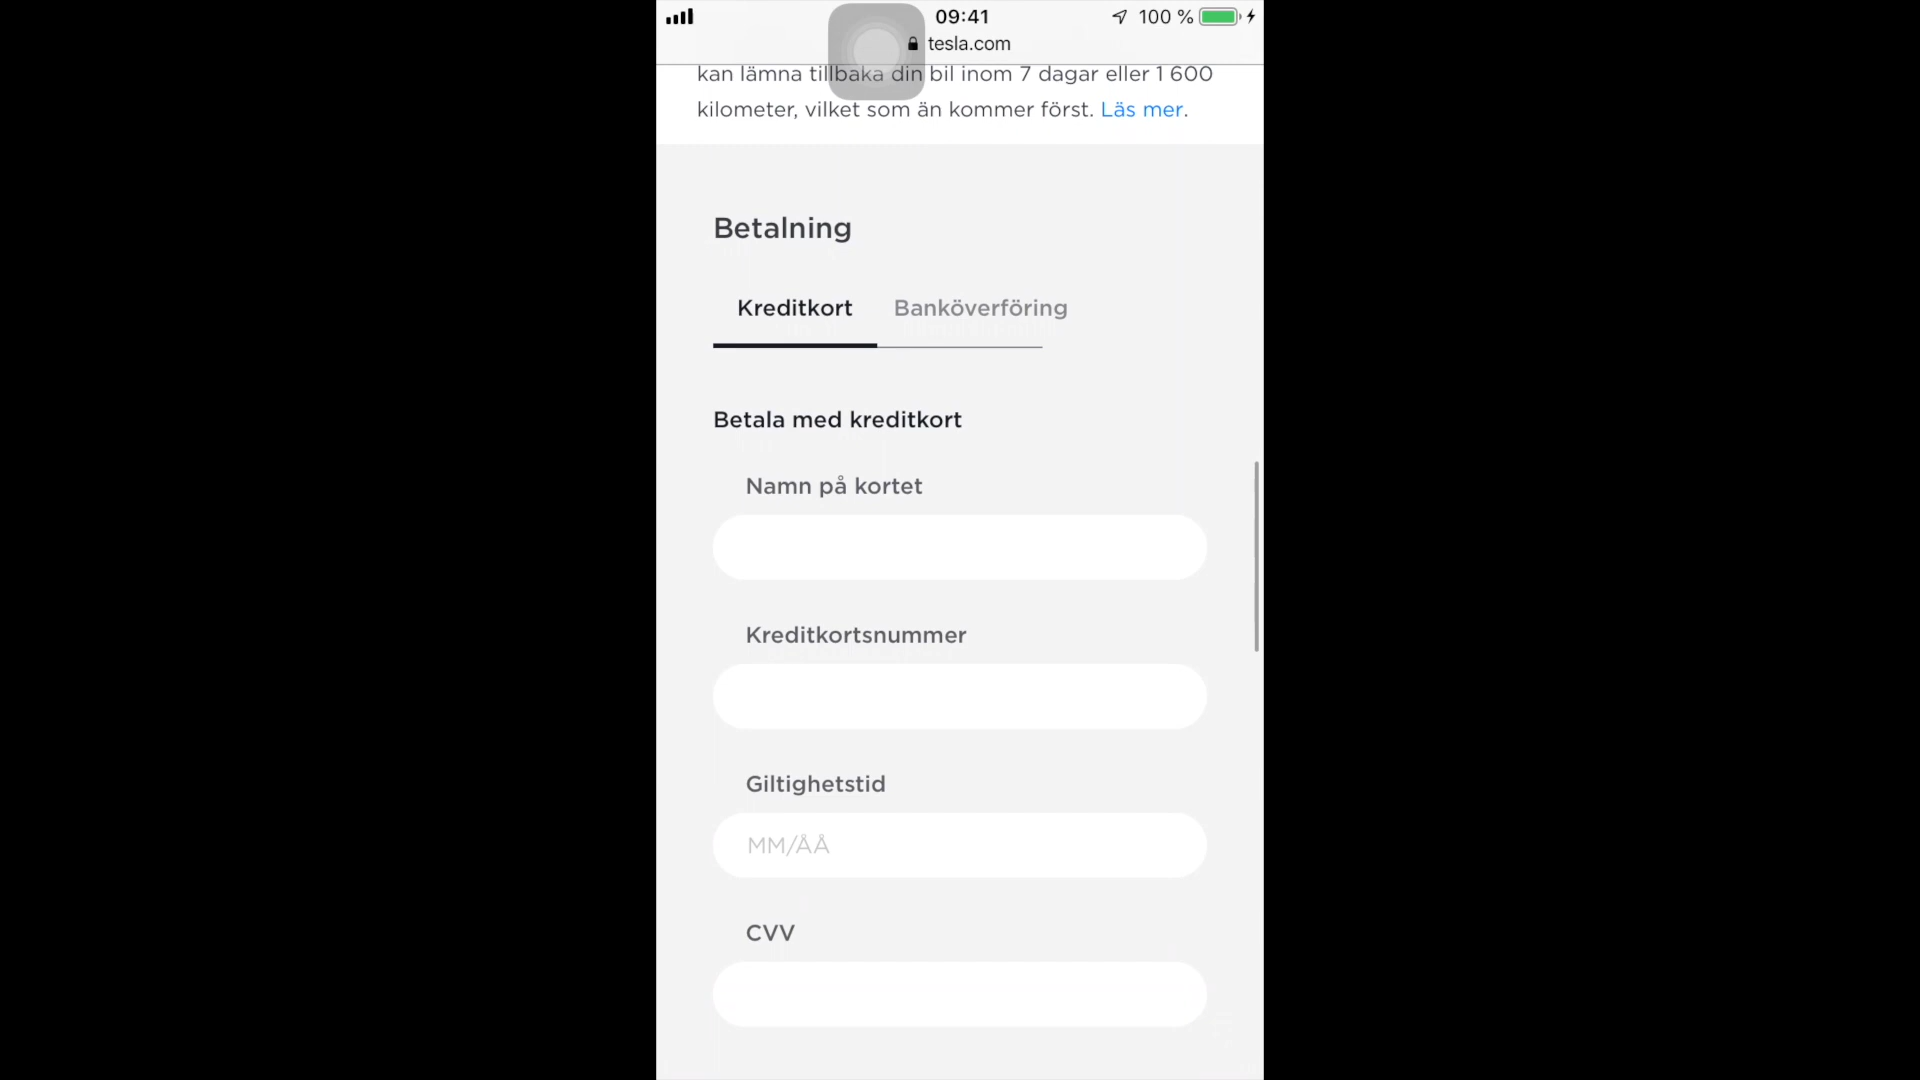 09:41
100 %
tesla.com
kan lämna tillbaka din bil inom 7 dagar eller 1 600
kilometer, vilket som än kommer först. Läs mer.
Betalning
Kreditkort
Banköverföring
Betala med kreditkort
Namn på kortet
Kreditkortsnummer
Giltighetstid
MM/ÅÅ
CVV